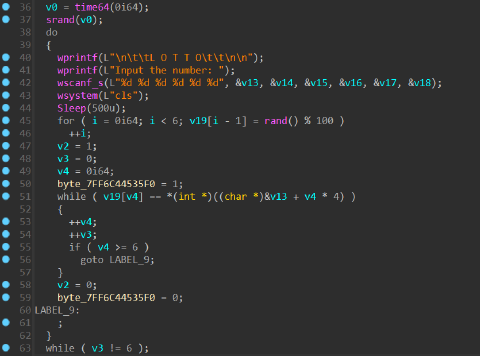 36 v0 = time64(0i64);
37 srand(v0);
38 do
39 {
40 wprintf(L"\n\t\tL O T T O\t\t\n\n");
41 wprintf(L"Input the number: ");
42 wscanf_s(L"%d %d %d %d %d %d", &v13, &v14, &v15, &v16, &v17, &v18);
43 wsystem(L"cls");
44 Sleep(500u);
45 for ( i = 0i64; i < 6; v19[i - 1] = rand() % 100 )
46 ++i;
47 v2 = 1;
48 v3 = 0;
49 v4 = 0i64;
50 byte_7FF6C44535F0 = 1;
51 while ( v19[v4] == *(int *)((char *)&v13 + v4 * 4) )
52 {
53 ++v4;
54 ++v3;
55 if ( v4 >= 6 )
56 goto LABEL_9;
57 }
58 v2 = 0;
59 byte_7FF6C44535F0 = 0;
60 LABEL_9:
61 ;
62 }
63 while ( v3 != 6 );